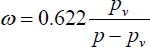 ω = 0.622 p_v / (p − p_v)